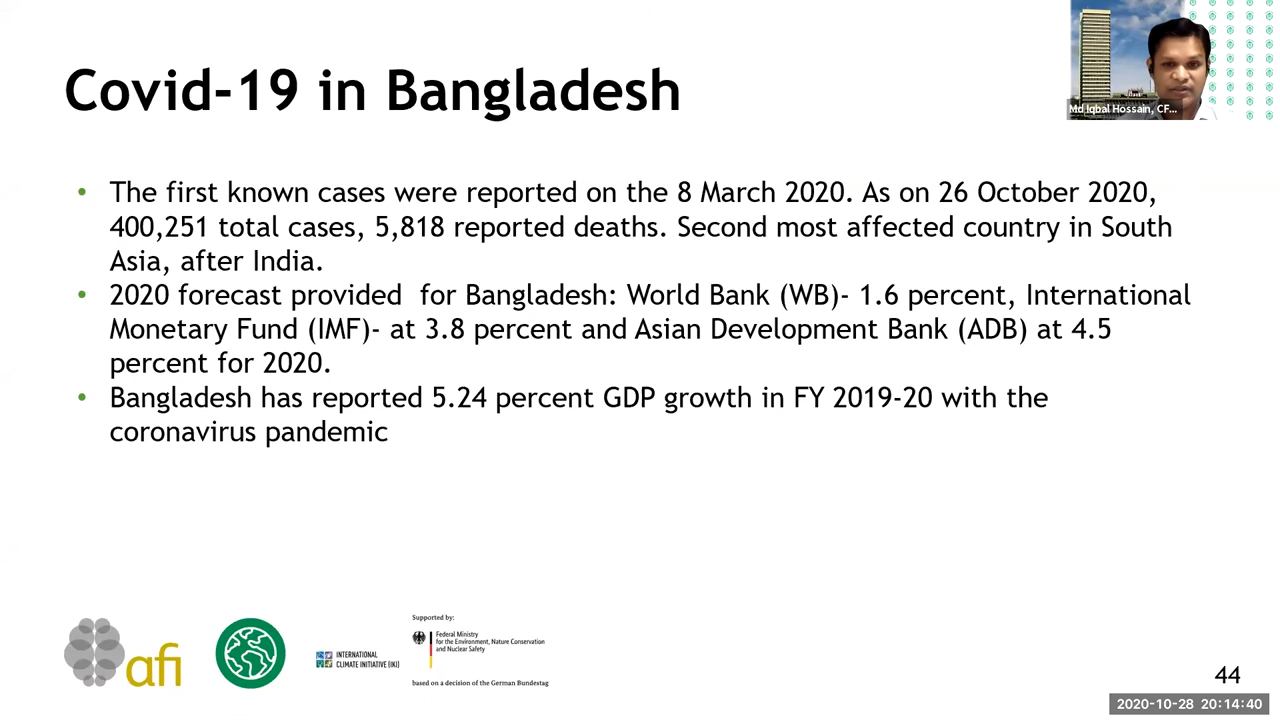 Covid-19 in Bangladesh
Md Iqbal Hossain, CF...
• The first known cases were reported on the 8 March 2020. As on 26 October 2020,
400,251 total cases, 5,818 reported deaths. Second most affected country in South
Asia, after India.
• 2020 forecast provided  for Bangladesh: World Bank (WB)- 1.6 percent, International
Monetary Fund (IMF)- at 3.8 percent and Asian Development Bank (ADB) at 4.5
percent for 2020.
• Bangladesh has reported 5.24 percent GDP growth in FY 2019-20 with the
coronavirus pandemic
afi
INTERNATIONAL
CLIMATE INITIATIVE (IKI)
Supported by:
Federal Ministry
for the Environment, Nature Conservation
and Nuclear Safety
based on a decision of the German Bundestag
44
2020-10-28 20:14:40